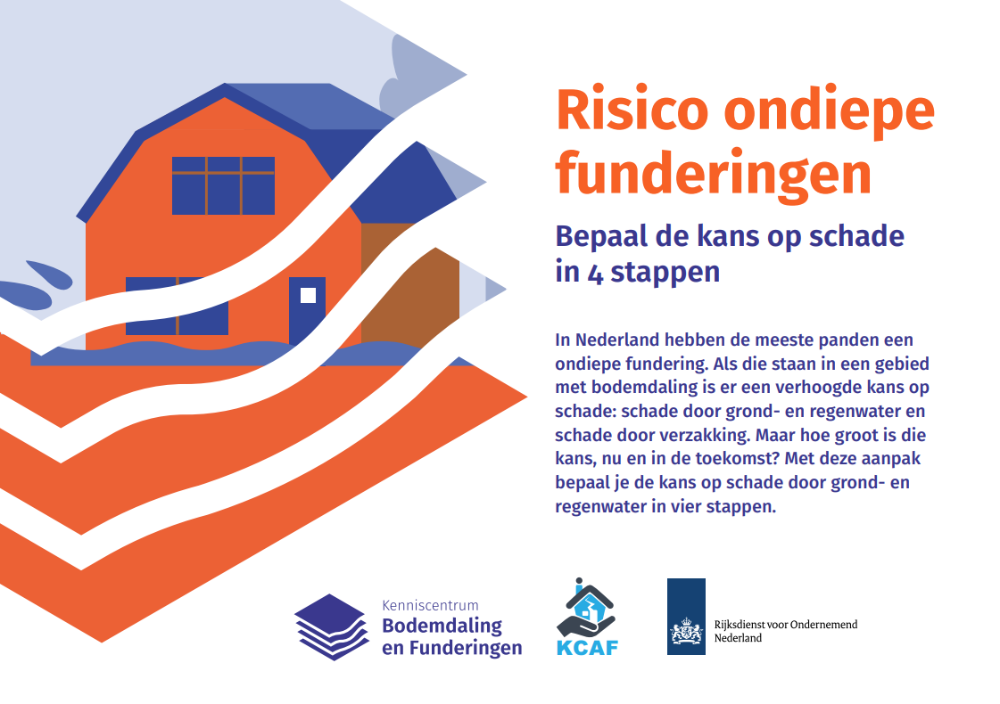 Risico ondiepe
funderingen
Bepaal de kans op schade
in 4 stappen
In Nederland hebben de meeste panden een
ondiepe fundering. Als die staan in een gebied
met bodemdaling is er een verhoogde kans op
schade: schade door grond- en regenwater en
schade door verzakking. Maar hoe groot is die
kans, nu en in de toekomst? Met deze aanpak
bepaal je de kans op schade door grond- en
regenwater in vier stappen.
Kenniscentrum
Bodemdaling
en Funderingen
KCAF
Rijksdienst voor Ondernemend
Nederland